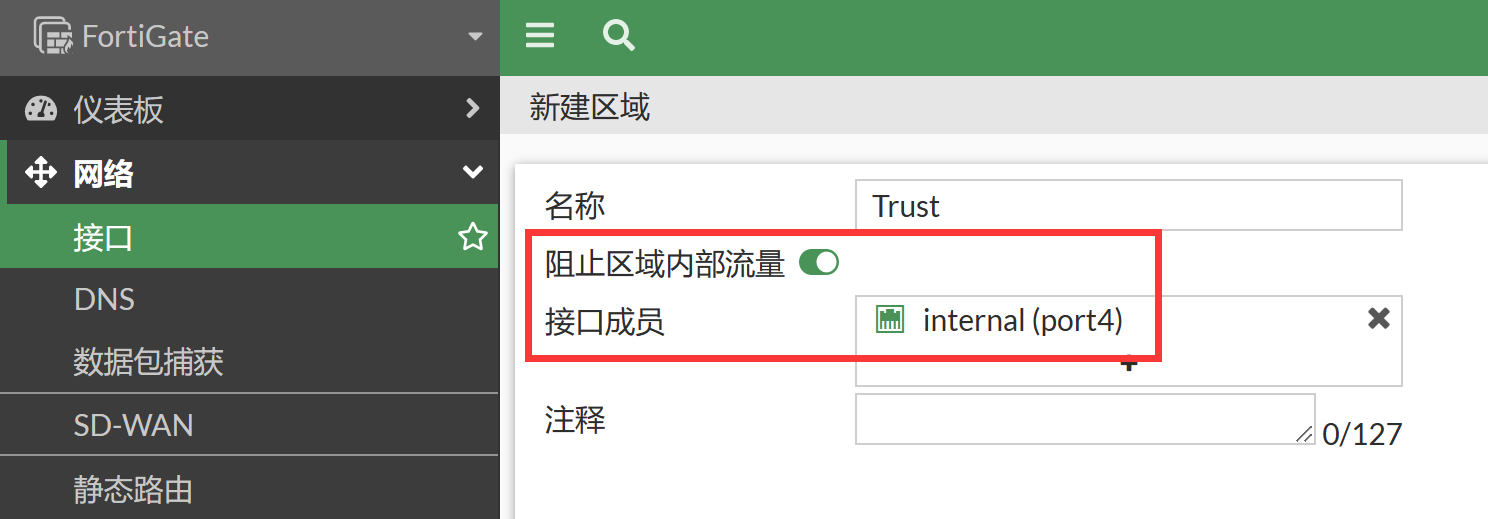 FortiGate
仪表板
网络
接口
DNS
数据包捕获
SD-WAN
静态路由
新建区域
名称
Trust
阻止区域内部流量
接口成员
internal (port4)
注释
0/127